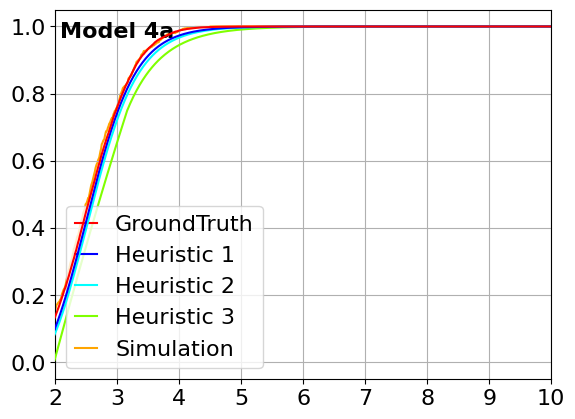 Model 4a
1.0
0.8
0.6
0.4
0.2
0.0
GroundTruth
Heuristic 1
Heuristic 2
Heuristic 3
Simulation
2 3 4 5 6 7 8 9 10